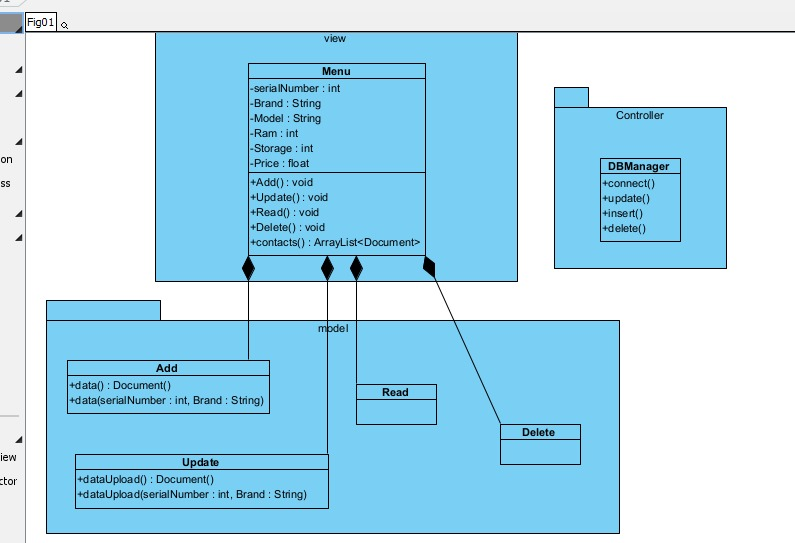 Fig01
view
Menu
-serialNumber : int
-Brand : String
-Model : String
-Ram : int
-Storage : int
-Price : float
+Add() : void
+Update() : void
+Read() : void
+Delete() : void
+contacts() : ArrayList<Document>
Controller
DBManager
+connect()
+update()
+insert()
+delete()
model
Add
+data() : Document()
+data(serialNumber : int, Brand : String)
Read
Delete
Update
+dataUpload() : Document()
+dataUpload(serialNumber : int, Brand : String)
on
ss
iew
ctor